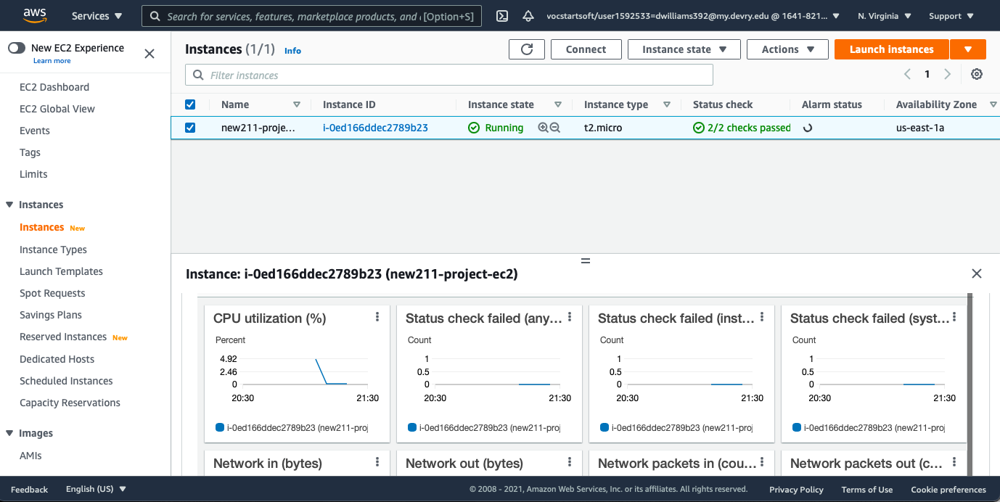 aws
Services
Search for services, features, marketplace products, and [Option+S]
vocstartsoft/user1592533=dwilliams392@my.devry.edu @ 1641-821...
N. Virginia
Support
New EC2 Experience
Learn more
EC2 Dashboard
EC2 Global View
Events
Tags
Limits
Instances
Instances New
Instance Types
Launch Templates
Spot Requests
Savings Plans
Reserved Instances New
Dedicated Hosts
Scheduled Instances
Capacity Reservations
Images
AMIs
Instances (1/1) Info
Connect
Instance state
Actions
Launch instances
Filter instances
1
Name Instance ID Instance state Instance type Status check Alarm status Availability Zone
new211-proje... i-0ed166ddec2789b23 Running t2.micro 2/2 checks passed us-east-1a
Instance: i-0ed166ddec2789b23 (new211-project-ec2)
CPU utilization (%)
Percent
4.92
2.46
0
20:30 21:30
i-0ed166ddec2789b23 (new211-proj
Status check failed (any...
Count
1
0.5
0
20:30 21:30
i-0ed166ddec2789b23 (new211-proj
Status check failed (inst...
Count
1
0.5
0
20:30 21:30
i-0ed166ddec2789b23 (new211-proj
Status check failed (syst...
Count
1
0.5
0
20:30 21:30
i-0ed166ddec2789b23 (new211-proj
Network in (bytes)
Network out (bytes)
Network packets in (cou...
Network packets out (c...
Feedback
English (US)
© 2008 - 2021, Amazon Web Services, Inc. or its affiliates. All rights reserved.
Privacy Policy
Terms of Use
Cookie preferences